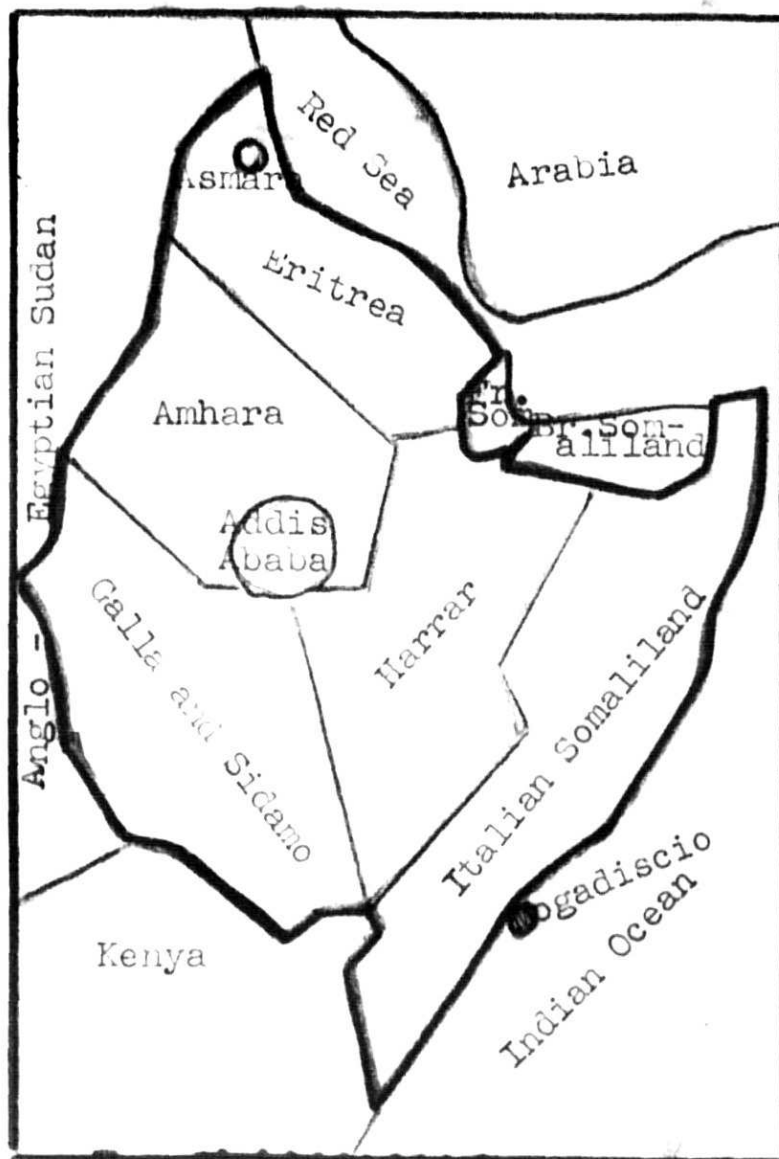 Red Sea
Arabia
Asmara
Eritrea
Anglo - Egyptian Sudan
Amhara
Fr.
Som
Br.Som-
aliland
Addis
Ababa
Galla and Sidamo
Harrar
Italian Somaliland
Mogadiscio
Indian Ocean
Kenya